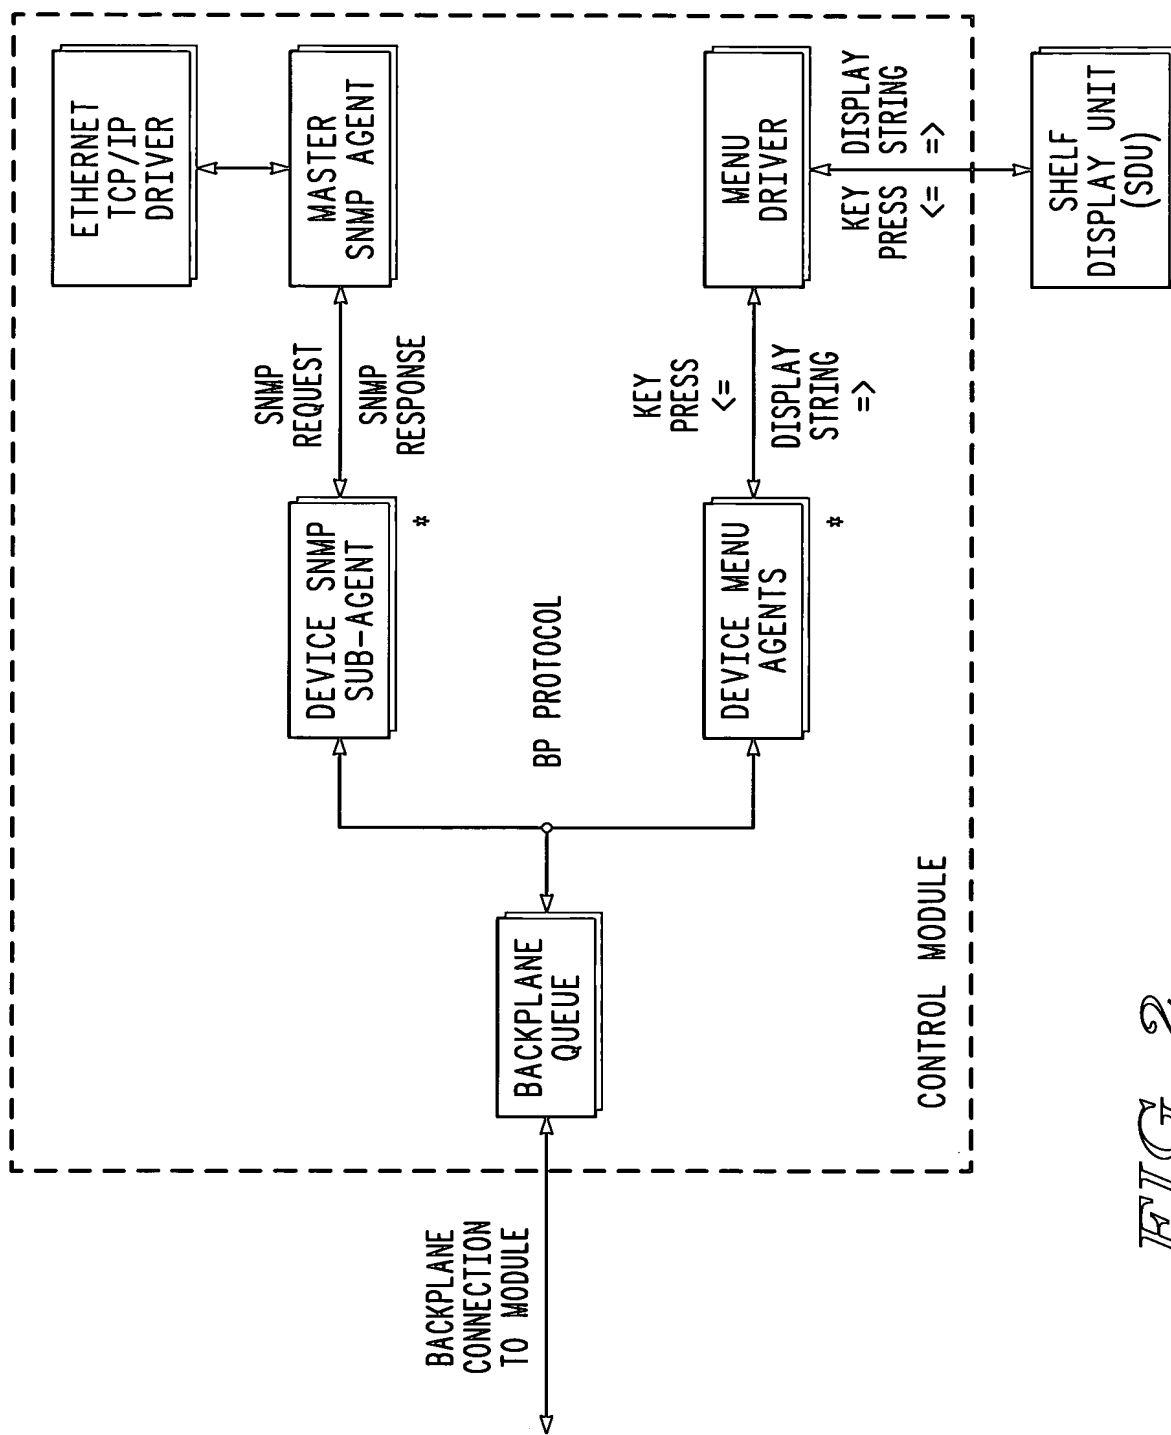 ETHERNET
TCP/IP
DRIVER
MASTER
SNMP AGENT
SNMP
REQUEST
SNMP
RESPONSE
DEVICE SNMP
SUB-AGENT
*
BP PROTOCOL
BACKPLANE
QUEUE
BACKPLANE
CONNECTION
TO MODULE
DEVICE MENU
AGENTS
*
KEY
PRESS
<=
DISPLAY
STRING
=>
MENU
DRIVER
KEY
PRESS
<=
DISPLAY
STRING
=>
SHELF
DISPLAY UNIT
(SDU)
CONTROL MODULE
FIG. 2